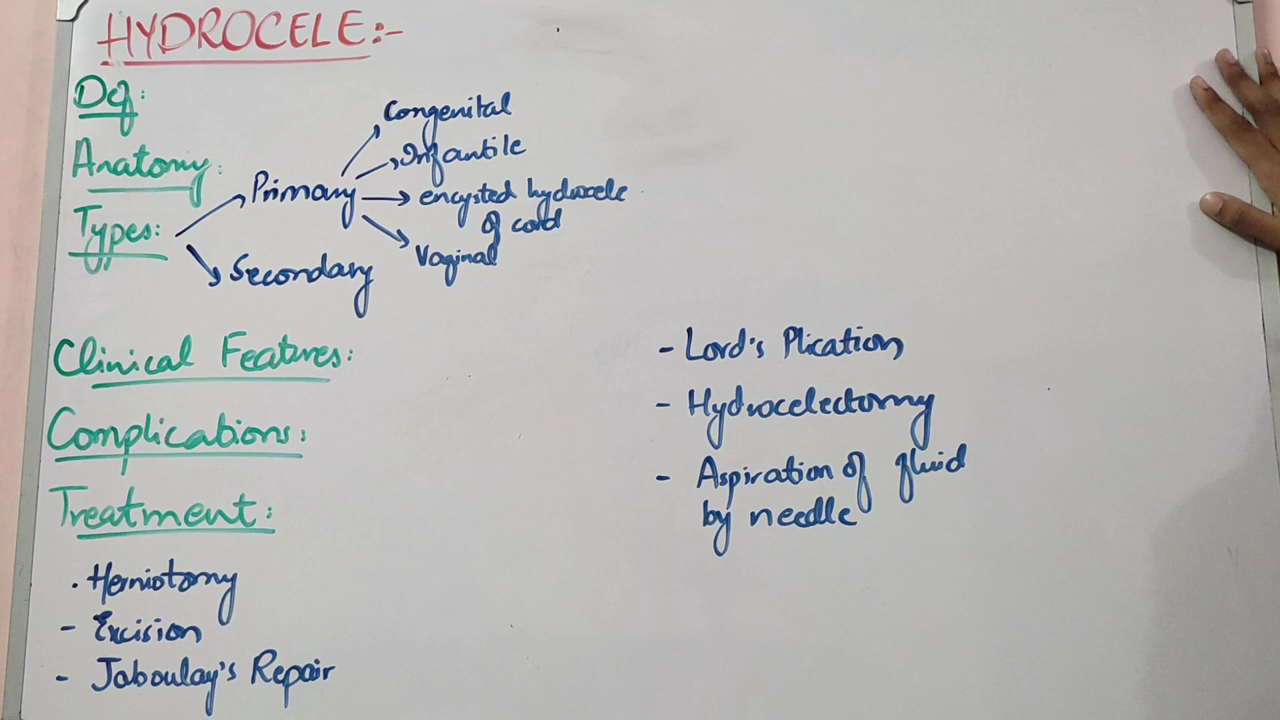 HYDROCELE:-
Def:
Anatomy:
Types:
Primary
Congenital
Infantile
encysted hydrocele
of cord
Vaginal
Secondary
Clinical Features:
Complications:
Treatment:
. Herniotomy
- Excision
- Jaboulay's Repair
- Lord's Plication
- Hydrocelectomy
- Aspiration of fluid
by needle